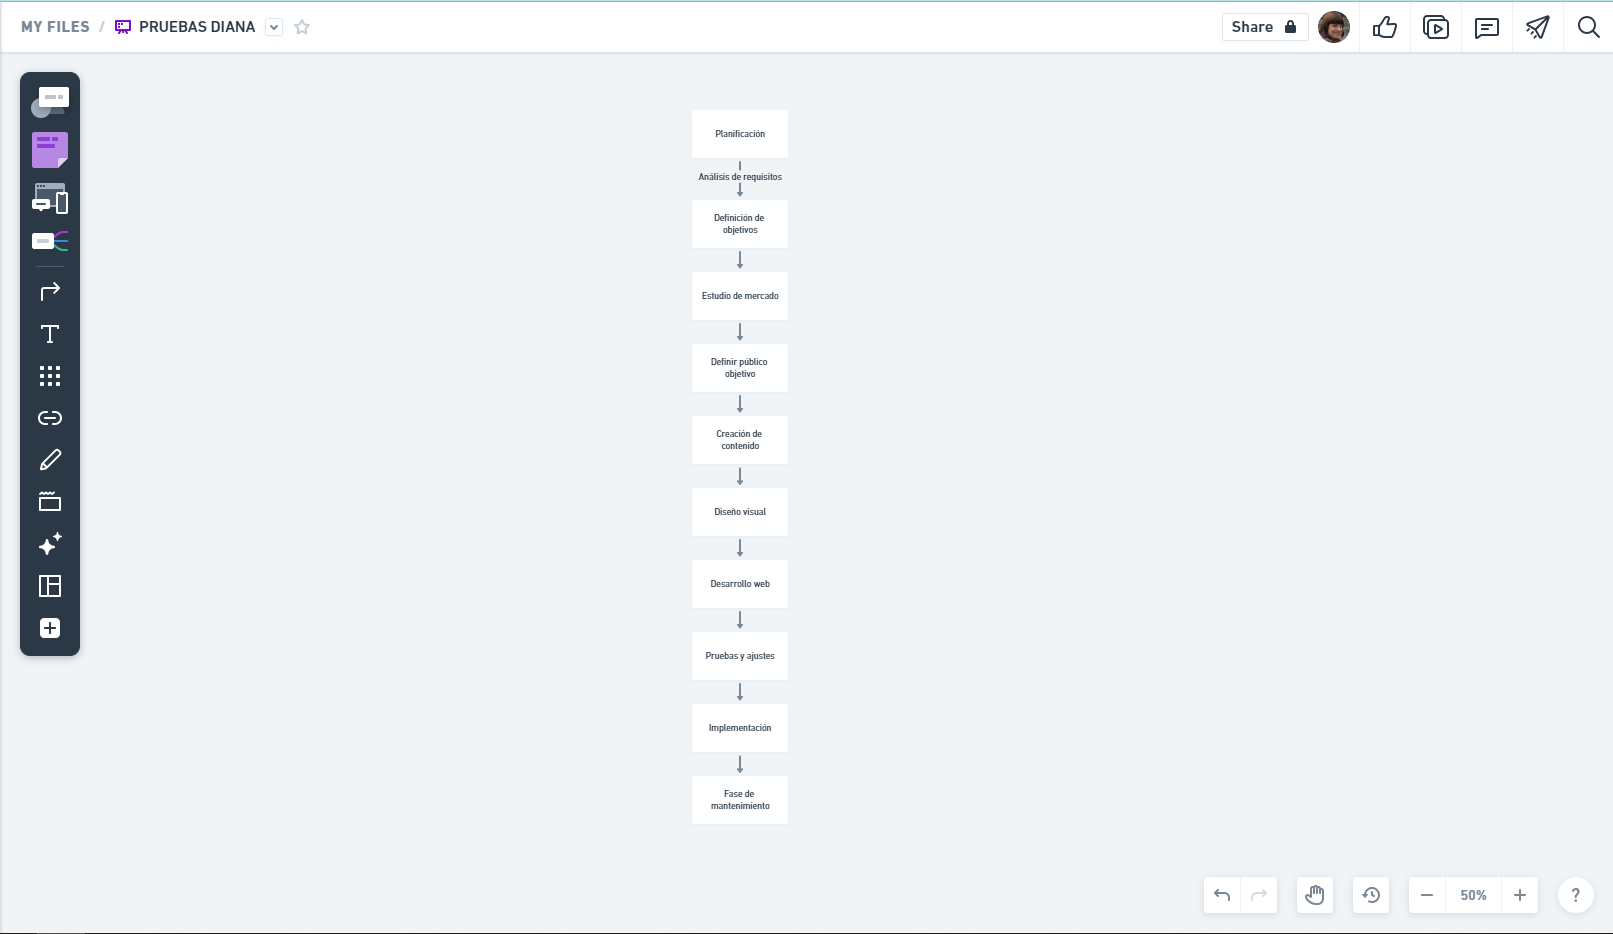 MY FILES / PRUEBAS DIANA
Share
Planificación
Análisis de requisitos
Definición de
objetivos
Estudio de mercado
Definir público
objetivo
Creación de
contenido
Diseño visual
Desarrollo web
Pruebas y ajustes
Implementación
Fase de
mantenimiento
50%
?